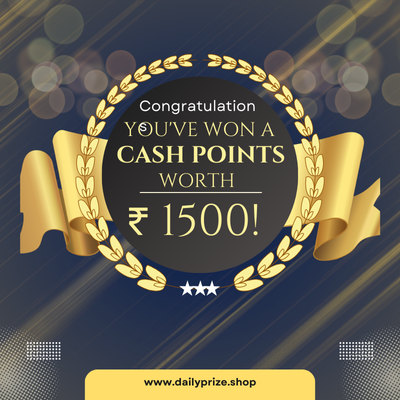 Congratulation
YOU'VE WON A
CASH POINTS
WORTH
₹ 1500!
www.dailyprize.shop